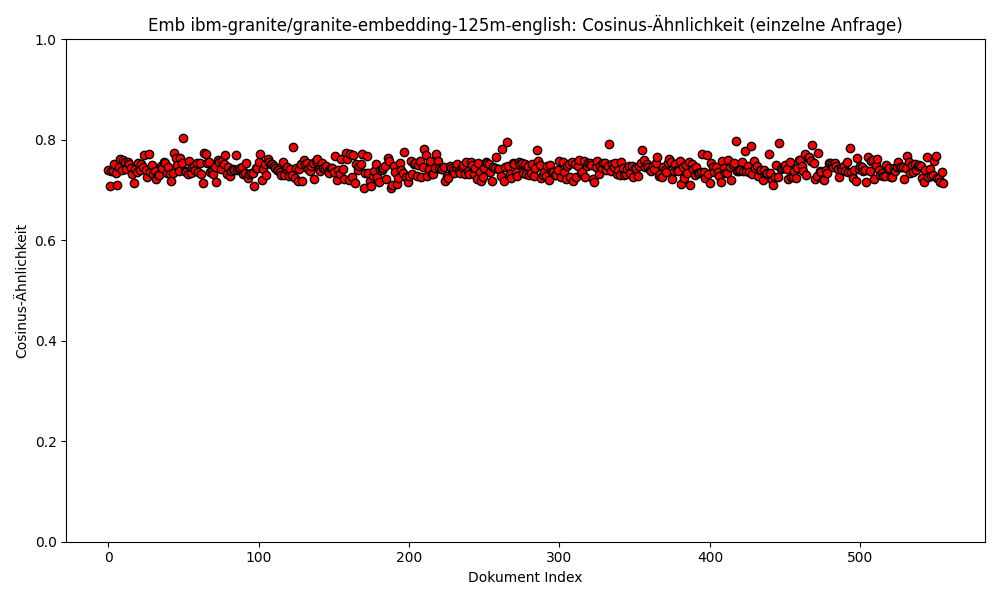 Emb ibm-granite/granite-embedding-125m-english: Cosinus-Ähnlichkeit (einzelne Anfrage)
1.0
0.8
0.6
0.4
0.2
0.0
Cosinus-Ähnlichkeit
0 100 200 300 400 500
Dokument Index